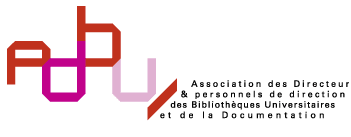 adbu
Association des Directeur
& personnels de direction
des Bibliothèques Universitaires
et de la Documentation